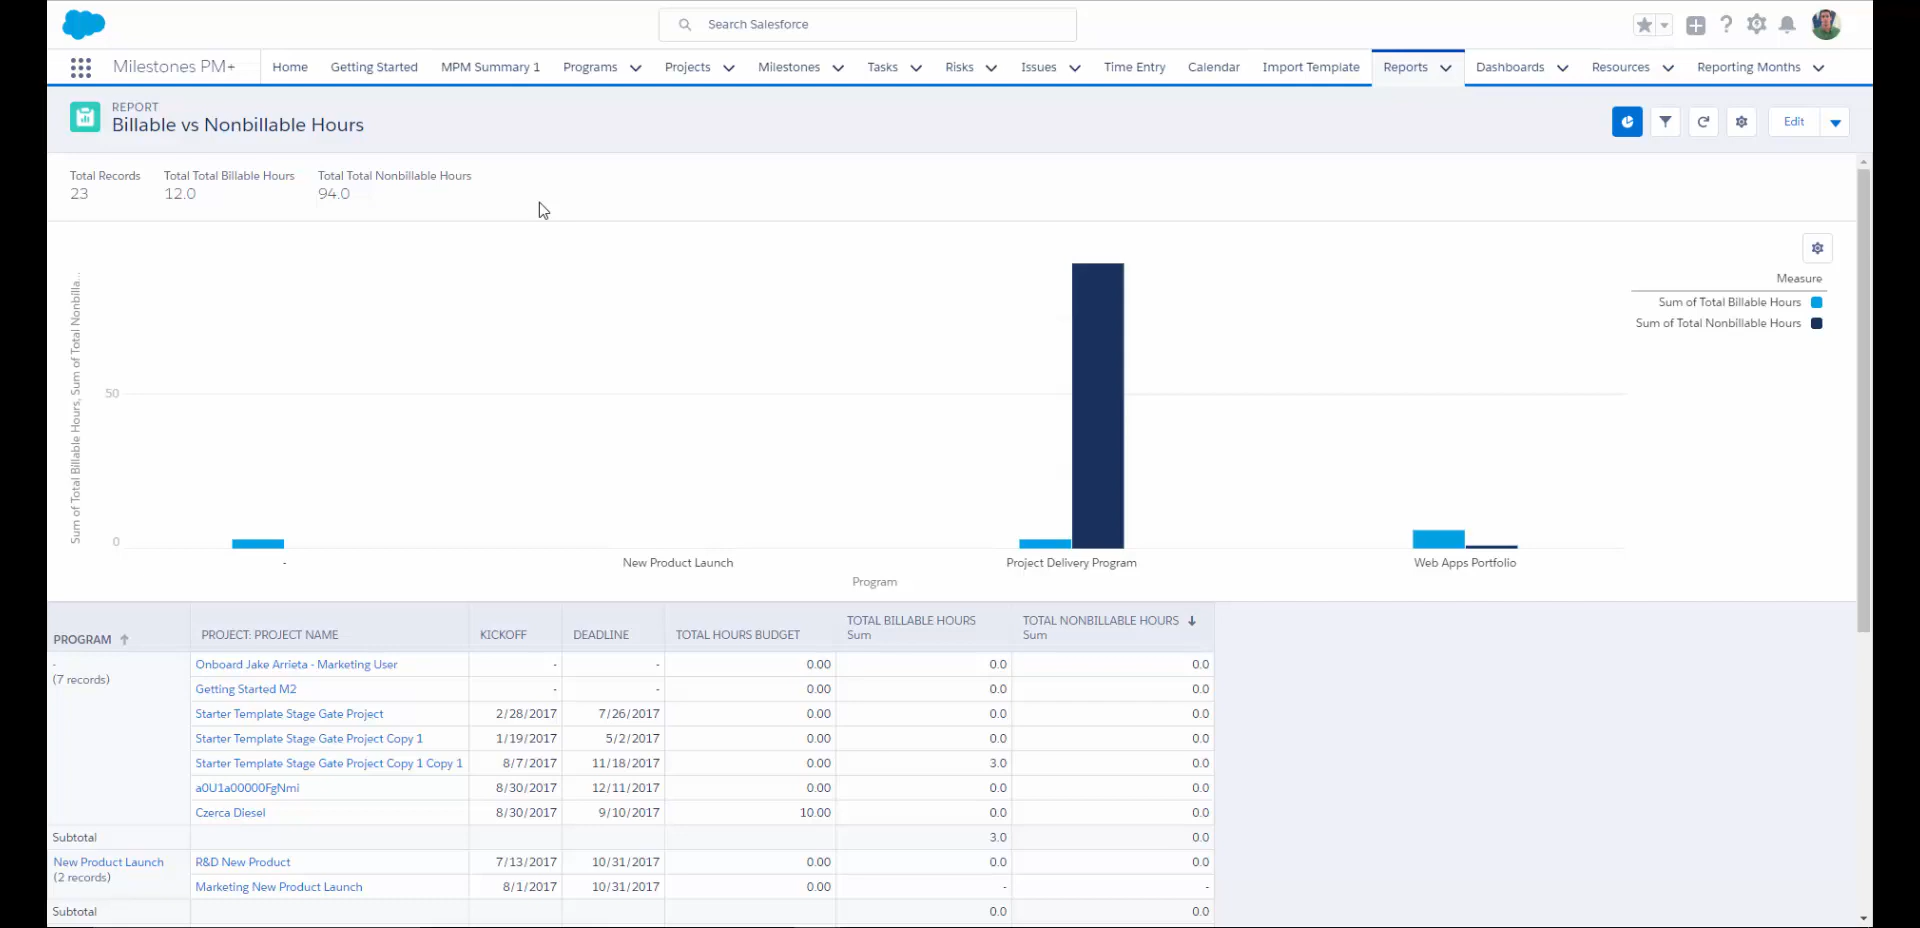 Search Salesforce
Milestones PM+
Home
Getting Started
MPM Summary 1
Programs
Projects
Milestones
Tasks
Risks
Issues
Time Entry
Calendar
Import Template
Reports
Dashboards
Resources
Reporting Months
REPORT
Billable vs Nonbillable Hours
Edit
Total Records
23
Total Total Billable Hours
12.0
Total Total Nonbillable Hours
94.0
Measure
Sum of Total Billable Hours
Sum of Total Nonbillable Hours
Sum of Total Billable Hours, Sum of Total Nonbilla...
50
0
-
New Product Launch
Project Delivery Program
Web Apps Portfolio
Program
PROGRAM PROJECT: PROJECT NAME KICKOFF DEADLINE TOTAL HOURS BUDGET TOTAL BILLABLE HOURS Sum TOTAL NONBILLABLE HOURS Sum
-
(7 records)
Onboard Jake Arrieta - Marketing User - - 0.00 0.0 0.0
Getting Started M2 - - 0.00 0.0 0.0
Starter Template Stage Gate Project 2/28/2017 7/26/2017 0.00 0.0 0.0
Starter Template Stage Gate Project Copy 1 1/19/2017 5/2/2017 0.00 0.0 0.0
Starter Template Stage Gate Project Copy 1 Copy 1 8/7/2017 11/18/2017 0.00 3.0 0.0
a0U1a00000FgNmi 8/30/2017 12/11/2017 0.00 0.0 0.0
Czerca Diesel 8/30/2017 9/10/2017 10.00 0.0 0.0
Subtotal 3.0 0.0
New Product Launch
(2 records)
R&D New Product 7/13/2017 10/31/2017 0.00 0.0 0.0
Marketing New Product Launch 8/1/2017 10/31/2017 0.00 - -
Subtotal 0.0 0.0